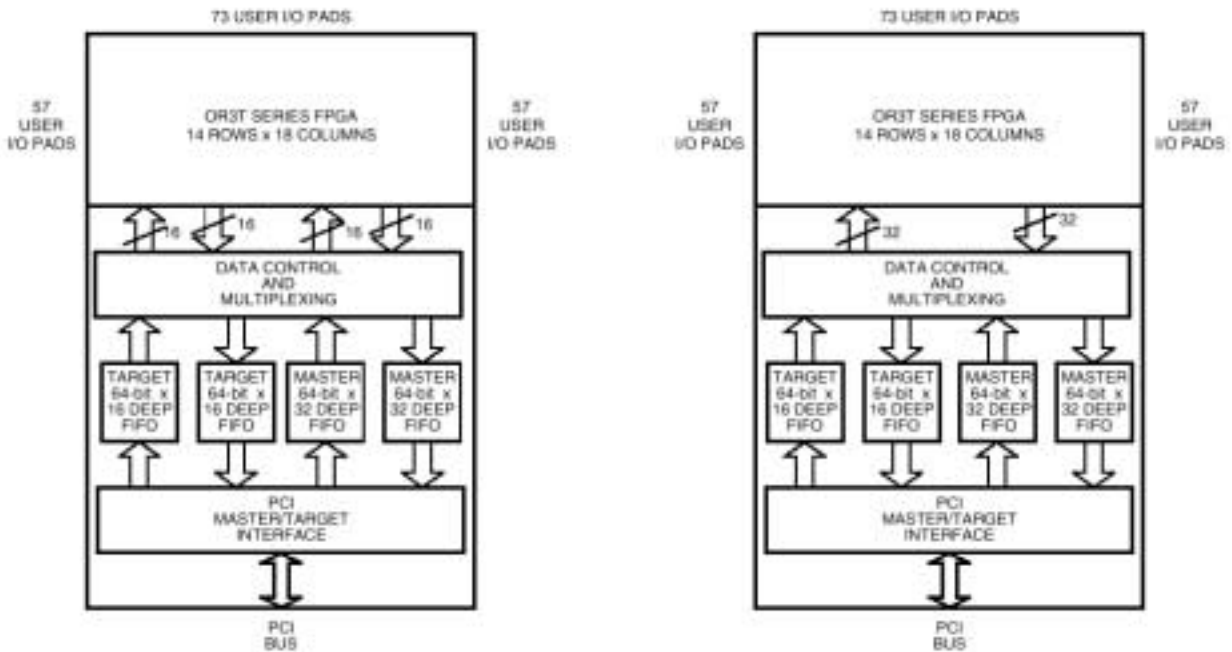 73 USER I/O PADS
57
USER
I/O PADS
OR3T SERIES FPGA
14 ROWS x 18 COLUMNS
57
USER
I/O PADS
16
16
16
16
DATA CONTROL
AND
MULTIPLEXING
TARGET
64-bit x
16 DEEP
FIFO
TARGET
64-bit x
16 DEEP
FIFO
MASTER
64-bit x
32 DEEP
FIFO
MASTER
64-bit x
32 DEEP
FIFO
PCI
MASTER/TARGET
INTERFACE
PCI
BUS
73 USER I/O PADS
57
USER
I/O PADS
OR3T SERIES FPGA
14 ROWS x 18 COLUMNS
57
USER
I/O PADS
32
32
DATA CONTROL
AND
MULTIPLEXING
TARGET
64-bit x
16 DEEP
FIFO
TARGET
64-bit x
16 DEEP
FIFO
MASTER
64-bit x
32 DEEP
FIFO
MASTER
64-bit x
32 DEEP
FIFO
PCI
MASTER/TARGET
INTERFACE
PCI
BUS